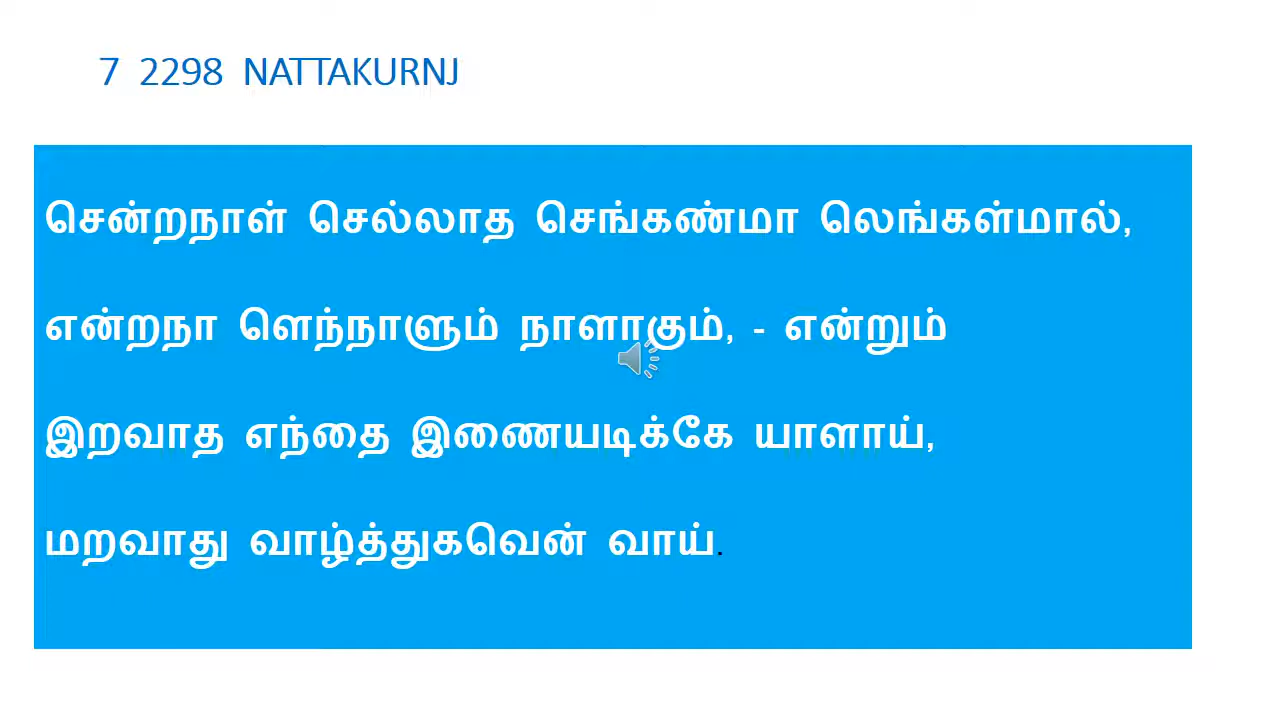 7 2298 NATTAKURNJ
சென்றநாள் செல்லாத செங்கண்மா லெங்கள்மால்,
என்றநா ளெந்நாளும் நாளாகும், - என்றும்
இறவாத எந்தை இணையடிக்கே யாளாய்,
மறவாது வாழ்த்துகவென் வாய்.